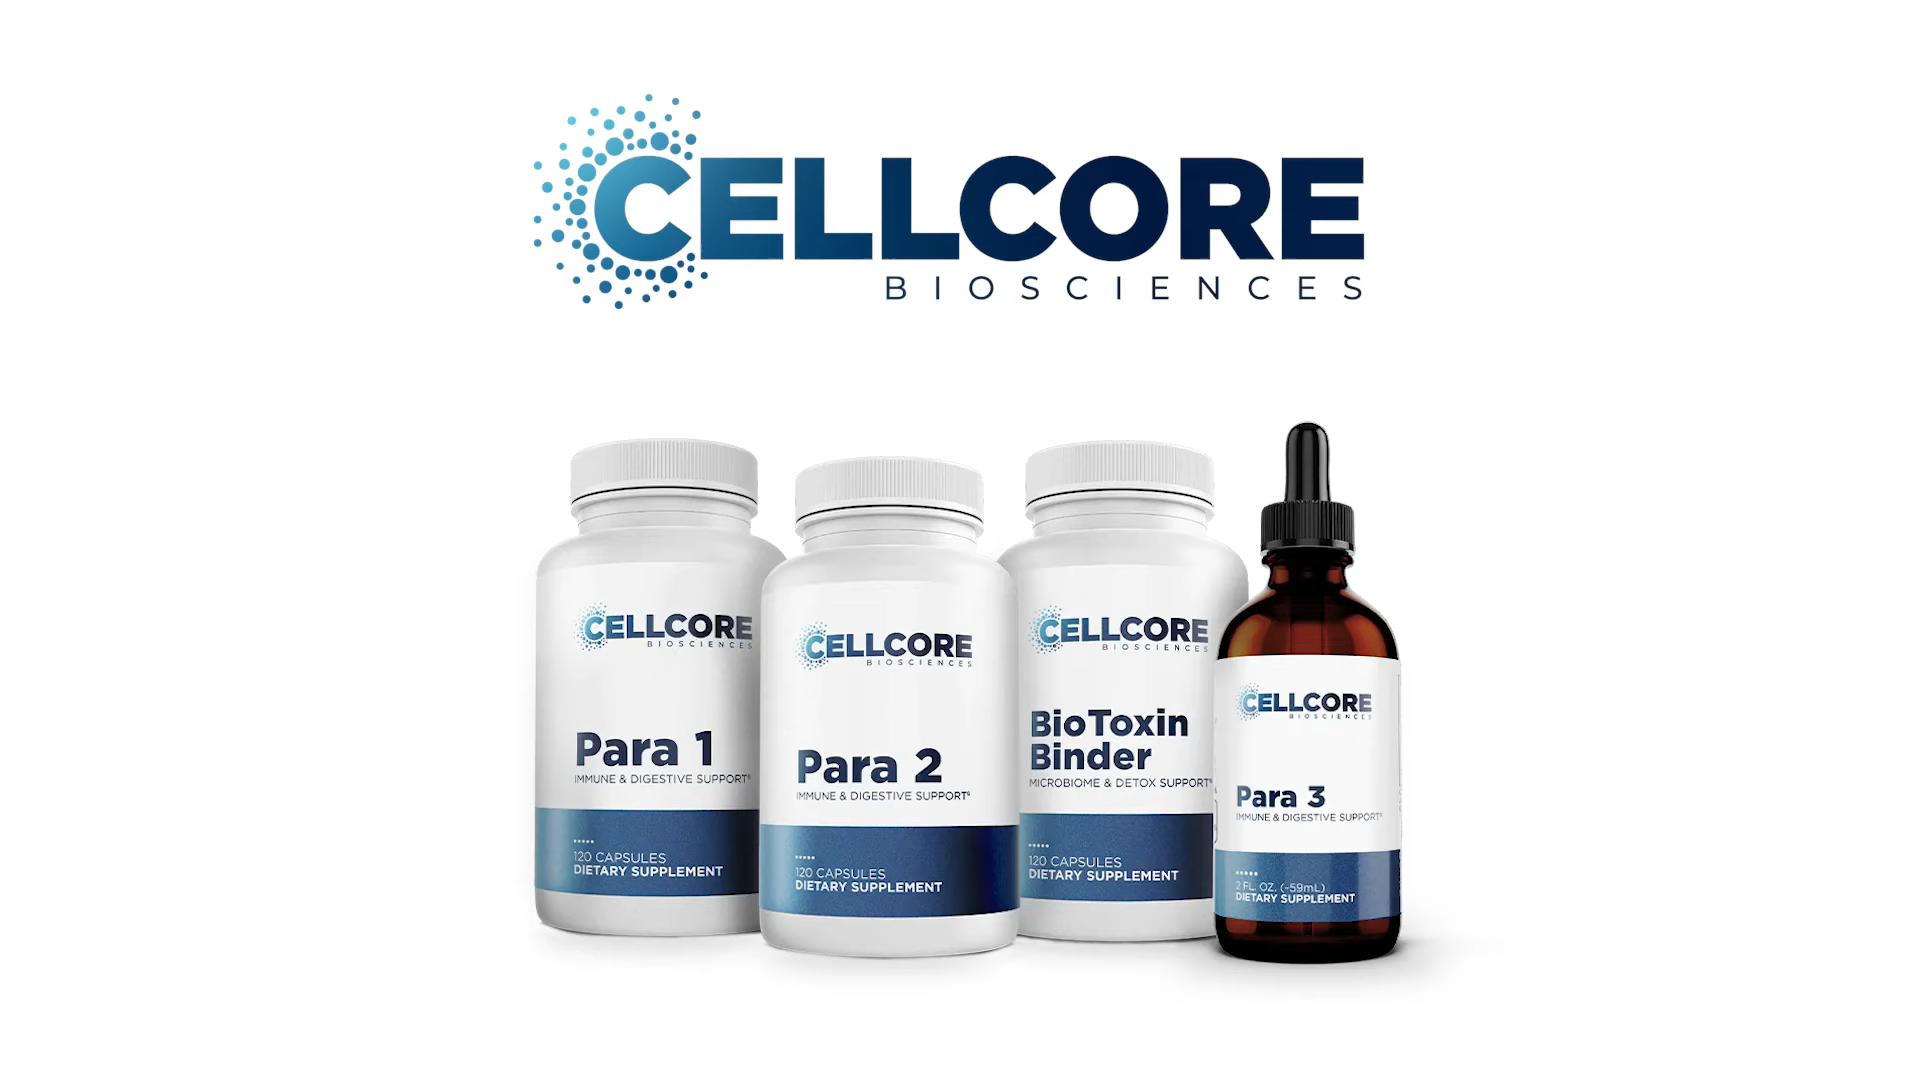 CELLCORE
BIOSCIENCES
CELLCORE
BIOSCIENCES
Para 1
IMMUNE & DIGESTIVE SUPPORT
120 CAPSULES
DIETARY SUPPLEMENT
CELLCORE
BIOSCIENCES
Para 2
IMMUNE & DIGESTIVE SUPPORT
120 CAPSULES
DIETARY SUPPLEMENT
CELLCORE
BIOSCIENCES
BioToxin
Binder
MICROBIOME & DETOX SUPPORT
120 CAPSULES
DIETARY SUPPLEMENT
CELLCORE
BIOSCIENCES
Para 3
IMMUNE & DIGESTIVE SUPPORT
2 FL. OZ. (~59mL)
DIETARY SUPPLEMENT